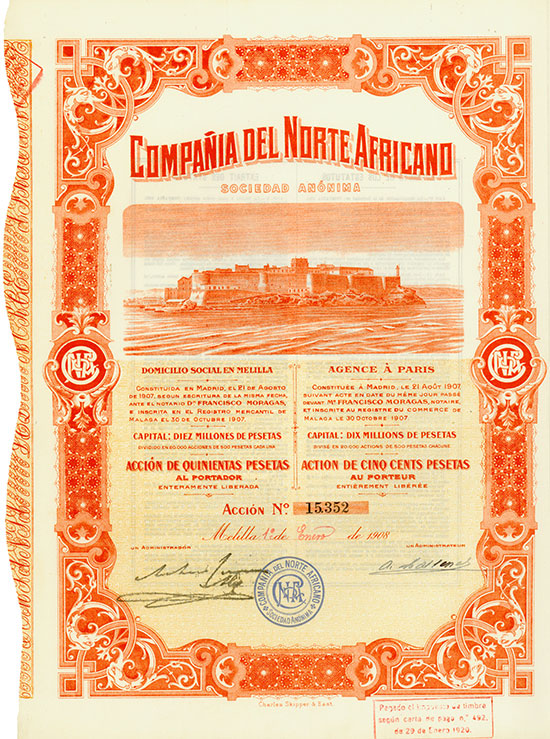 COMPAÑIA DEL NORTE AFRICANO
SOCIEDAD ANÓNIMA
DOMICILIO SOCIAL EN MELILLA
CONSTITUIDA EN MADRID, EL 21 DE AGOSTO
DE 1907, SEGUN ESCRITURA DE LA MISMA FECHA,
ANTE EL NOTARIO Dn FRANCISCO MORAGAS,
E INSCRITA EN EL REGISTRO MERCANTIL DE
MALAGA EL 30 DE OCTUBRE 1907.
CAPITAL: DIEZ MILLONES DE PESETAS
DIVIDIDO EN 20.000 ACCIONES DE 500 PESETAS CADA UNA
ACCIÓN DE QUINIENTAS PESETAS
AL PORTADOR
ENTERAMENTE LIBERADA
AGENCE À PARIS
CONSTITUÉE À MADRID, LE 21 AOÛT 1907
SUIVANT ACTE EN DATE DU MÊME JOUR PASSÉ
DEVANT Me FRANCISCO MORAGAS, NOTAIRE,
ET INSCRITE AU REGISTRE DU COMMERCE DE
MALAGA LE 30 OCTOBRE 1907.
CAPITAL: DIX MILLIONS DE PESETAS
DIVISÉ EN 20.000 ACTIONS DE 500 PESETAS CHACUNE
ACTION DE CINQ CENTS PESETAS
AU PORTEUR
ENTIÈREMENT LIBÉRÉE
ACCIÓN No 15352
Melilla 1o de Enero de 1908
UN ADMINISTRADOR
UN ADMINISTRATEUR
COMPAÑIA DEL NORTE AFRICANO
SOCIEDAD ANONIMA
Charles Skipper & East.
Pagado el impuesto de timbre
según carta de pago n.° 492,
de 29 de Enero 1920.